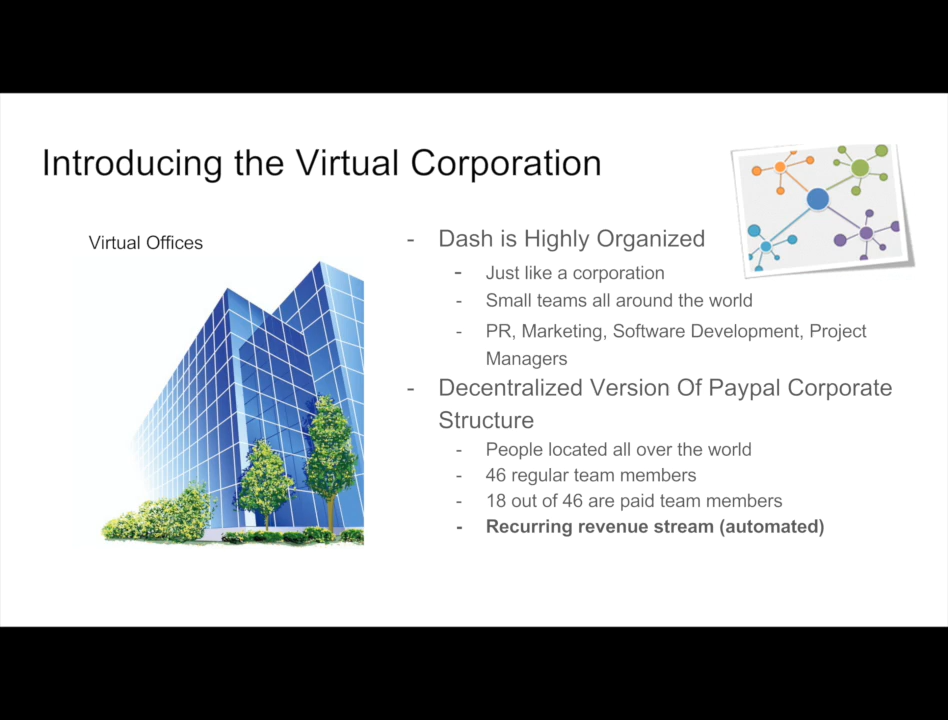 Introducing the Virtual Corporation
Virtual Offices
- Dash is Highly Organized
- Just like a corporation
- Small teams all around the world
- PR, Marketing, Software Development, Project
Managers
- Decentralized Version Of Paypal Corporate
Structure
- People located all over the world
- 46 regular team members
- 18 out of 46 are paid team members
- Recurring revenue stream (automated)